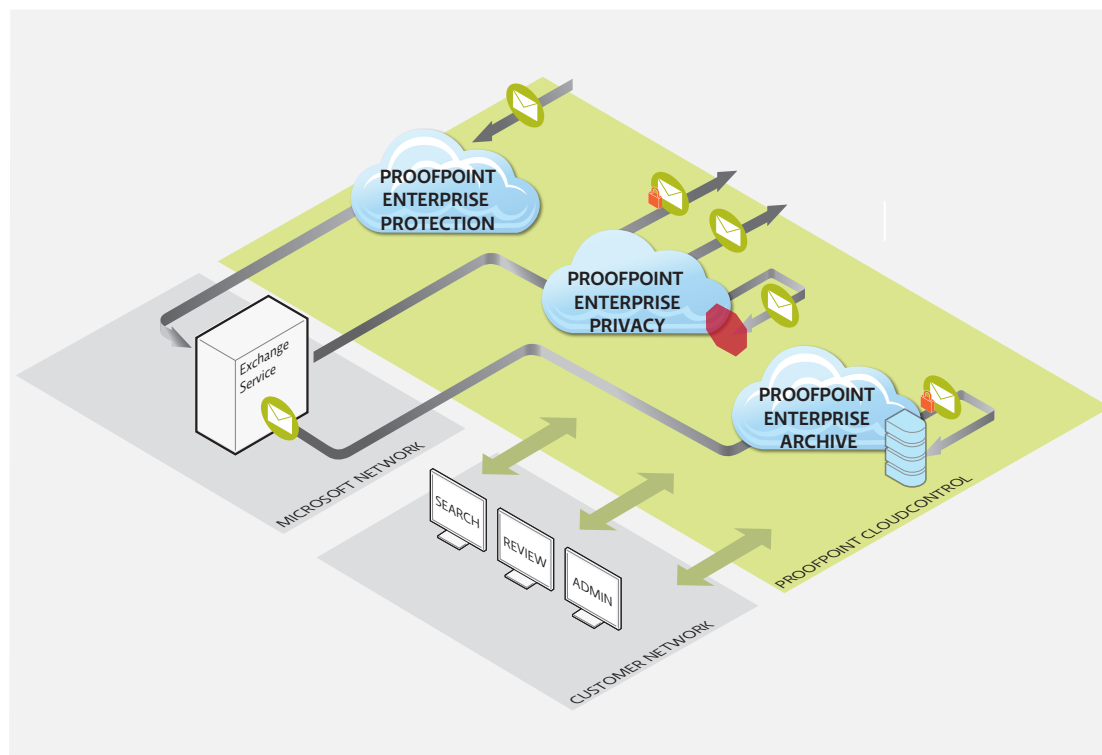 PROOFPOINT
ENTERPRISE
PROTECTION
PROOFPOINT
ENTERPRISE
PRIVACY
Exchange
Service
PROOFPOINT
ENTERPRISE
ARCHIVE
MICROSOFT NETWORK
SEARCH
REVIEW
ADMIN
PROOFPOINT CLOUDCONTROL
CUSTOMER NETWORK